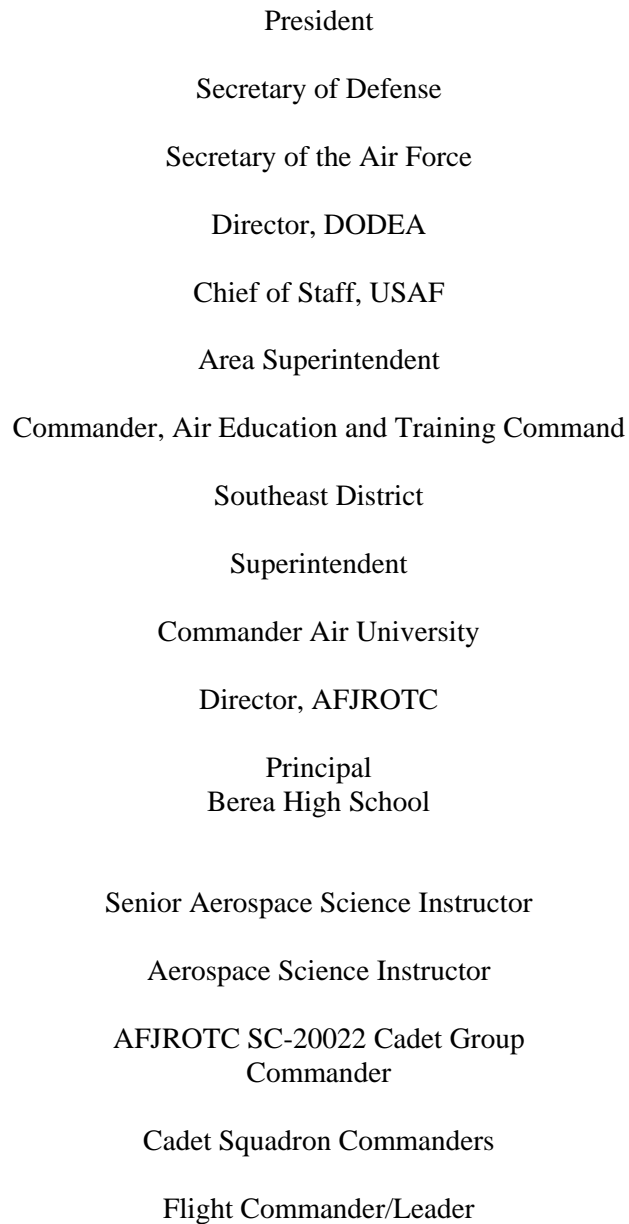 President
Secretary of Defense
Secretary of the Air Force
Director, DODEA
Chief of Staff, USAF
Area Superintendent
Commander, Air Education and Training Command
Southeast District
Superintendent
Commander Air University
Director, AFJROTC
Principal
Berea High School
Senior Aerospace Science Instructor
Aerospace Science Instructor
AFJROTC SC-20022 Cadet Group
Commander
Cadet Squadron Commanders
Flight Commander/Leader